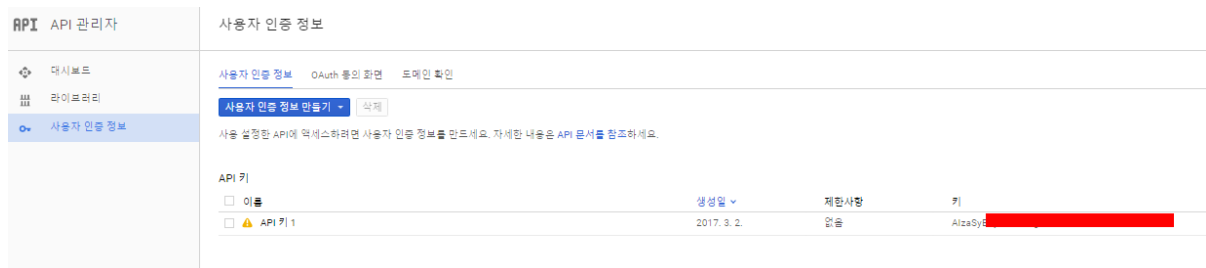 API API 관리자
사용자 인증 정보
대시보드
라이브러리
사용자 인증 정보
사용자 인증 정보 OAuth 동의 화면 도메인 확인
사용자 인증 정보 만들기 삭제
사용 설정한 API에 액세스하려면 사용자 인증 정보를 만드세요. 자세한 내용은 API 문서를 참조하세요.
API 키
이름 생성일 제한사항 키
API 키 1 2017. 3. 2. 없음 AIzaSyE